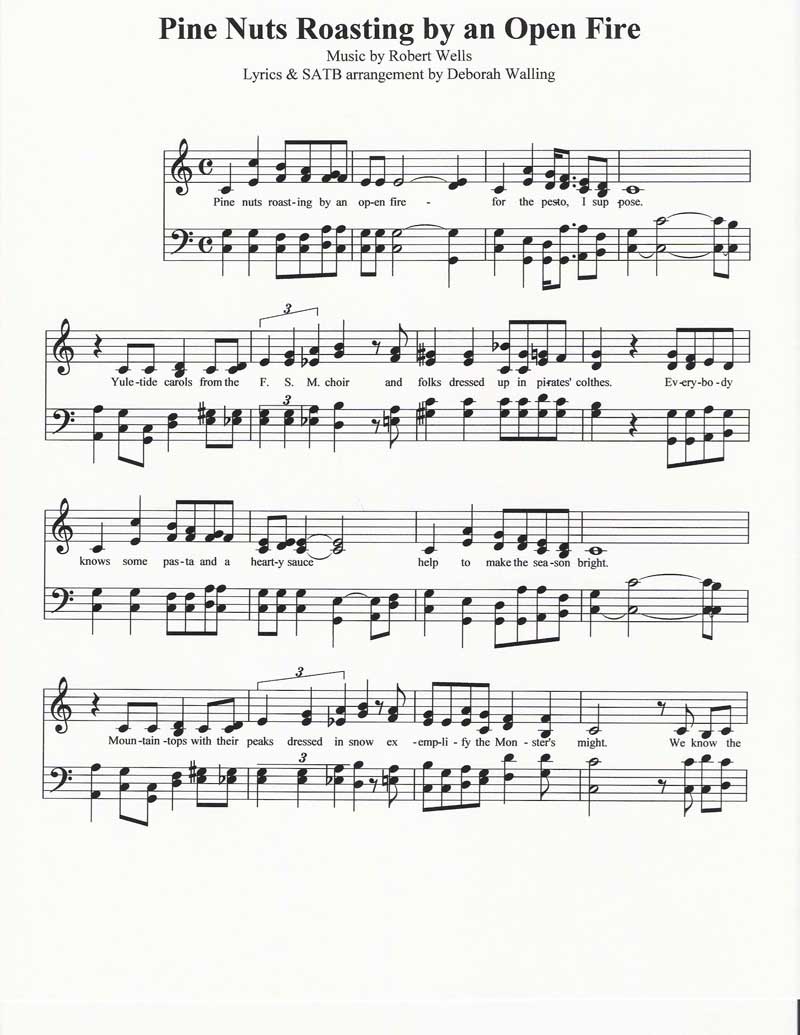 Pine Nuts Roasting by an Open Fire
Music by Robert Wells
Lyrics & SATB arrangement by Deborah Walling
Pine nuts roast-ing by an op-en fire - for the pesto, I sup -pose.
3
Yule-tide carols from the F. S. M. choir and folks dressed up in pi-rates' colthes. Ev-ery-bo-dy
3
knows some pas-ta and a heart-y sauce help to make the sea-son bright.
3
Moun-tain-tops with their peaks dressed in snow ex-emp-li-fy the Mon-ster's might. We know the
3